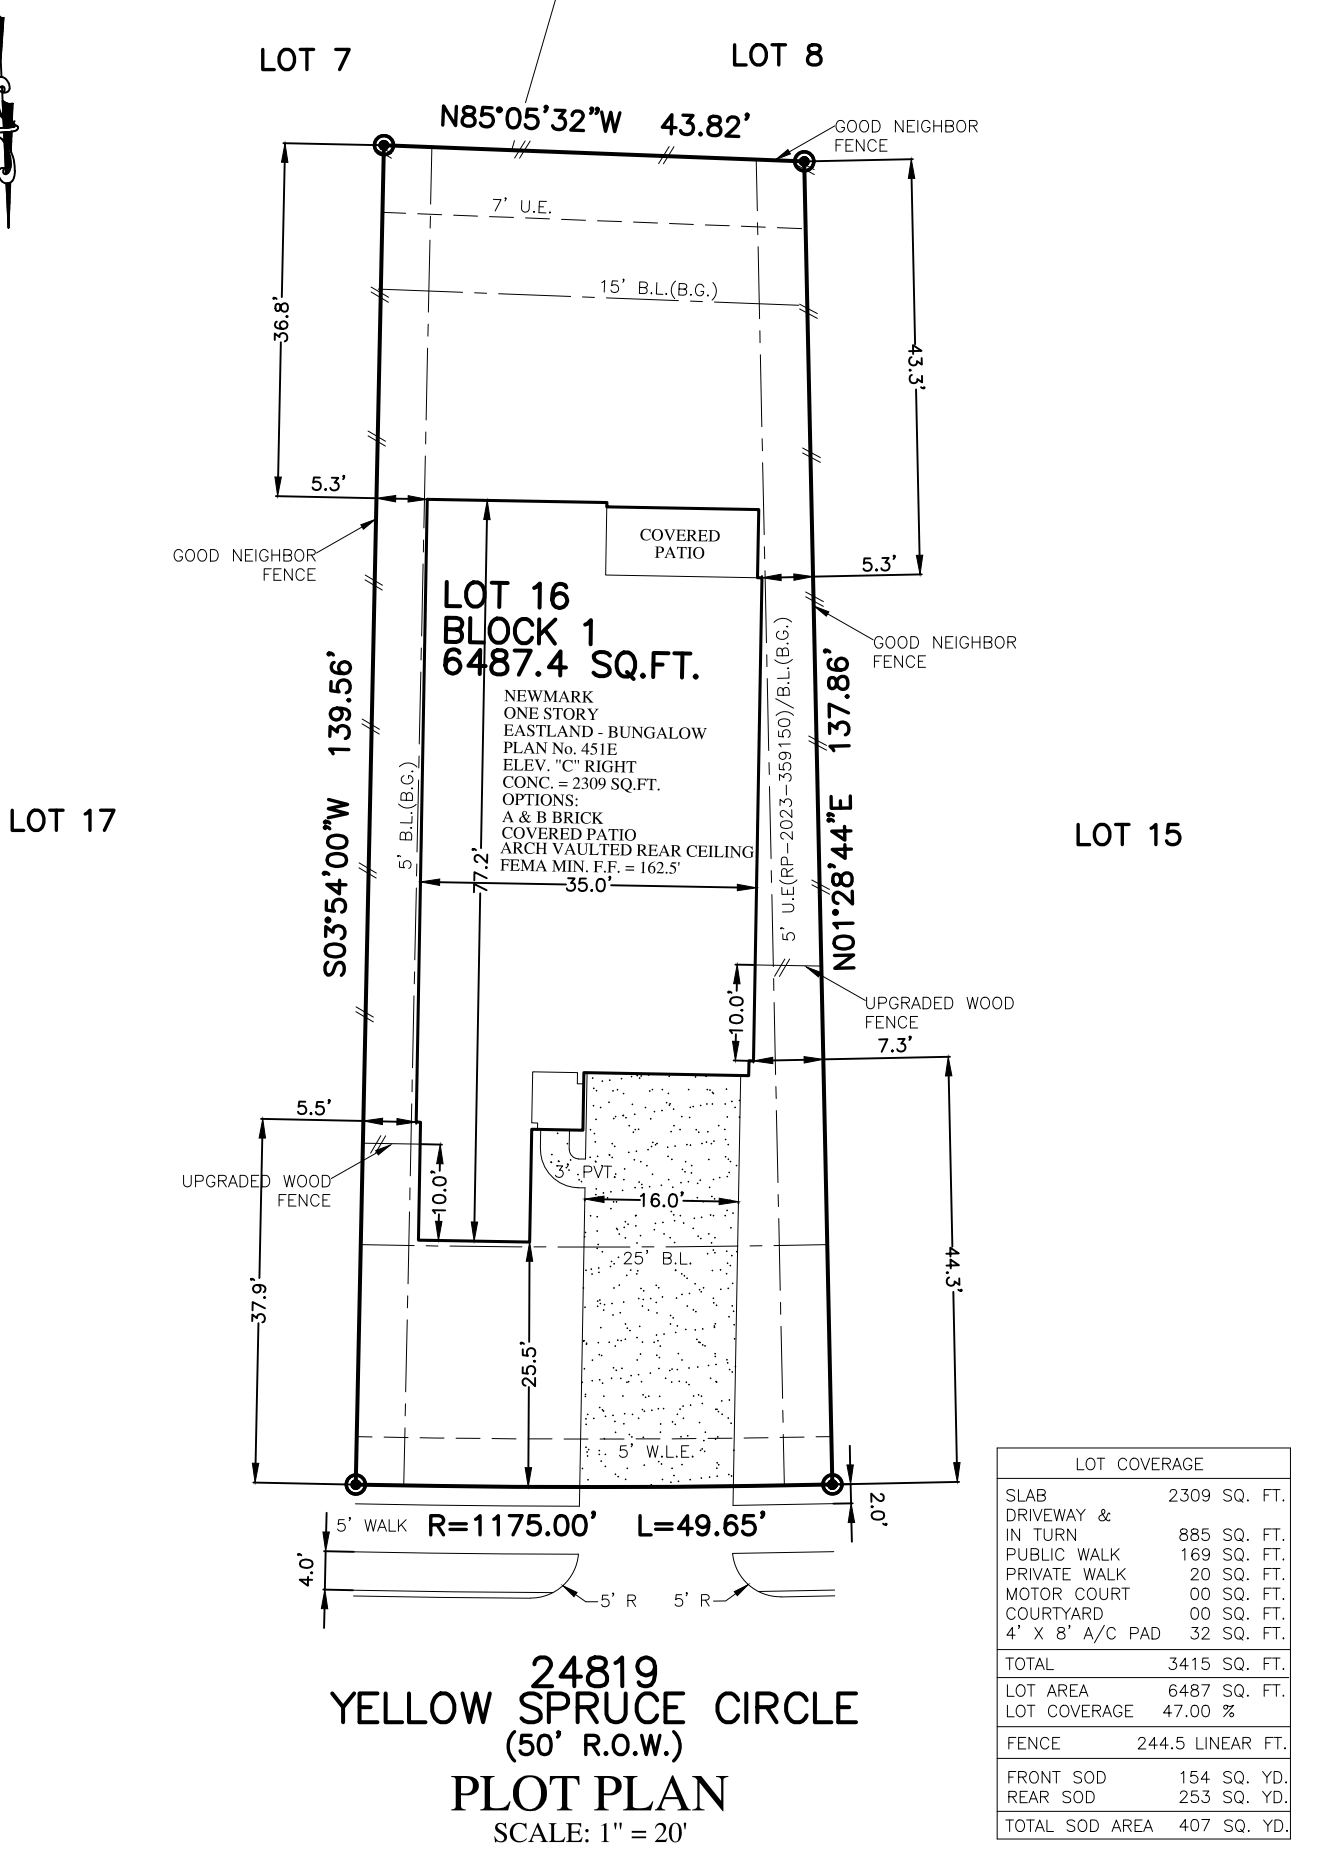 LOT 7
LOT 8
N85°05'32"W 43.82'
GOOD NEIGHBOR
FENCE
7' U.E.
15' B.L.(B.G.)
36.8'
43.3'
5.3'
COVERED
PATIO
5.3'
GOOD NEIGHBOR
FENCE
LOT 16
BLOCK 1
6487.4 SQ.FT.
GOOD NEIGHBOR
FENCE
NEWMARK
ONE STORY
EASTLAND - BUNGALOW
PLAN No. 451E
ELEV. "C" RIGHT
CONC. = 2309 SQ.FT.
OPTIONS:
A & B BRICK
COVERED PATIO
ARCH VAULTED REAR CEILING
FEMA MIN. F.F. = 162.5'
S03°54'00"W 139.56'
5' B.L.(B.G.)
77.2'
35.0'
5' U.E(RP-2023-359150)/B.L.(B.G.)
N01°28'44"E 137.86'
LOT 17
LOT 15
10.0'
UPGRADED WOOD
FENCE
7.3'
5.5'
UPGRADED WOOD
FENCE
10.0'
3' PVT.
16.0'
25' B.L.
37.9'
44.3'
25.5'
5' W.L.E.
2.0'
5' WALK
R=1175.00' L=49.65'
4.0'
5' R
5' R
24819
YELLOW SPRUCE CIRCLE
(50' R.O.W.)
PLOT PLAN
SCALE: 1" = 20'
LOT COVERAGE
SLAB 2309 SQ. FT.
DRIVEWAY &
IN TURN 885 SQ. FT.
PUBLIC WALK 169 SQ. FT.
PRIVATE WALK 20 SQ. FT.
MOTOR COURT 00 SQ. FT.
COURTYARD 00 SQ. FT.
4' X 8' A/C PAD 32 SQ. FT.
TOTAL 3415 SQ. FT.
LOT AREA 6487 SQ. FT.
LOT COVERAGE 47.00 %
FENCE 244.5 LINEAR FT.
FRONT SOD 154 SQ. YD.
REAR SOD 253 SQ. YD.
TOTAL SOD AREA 407 SQ. YD.